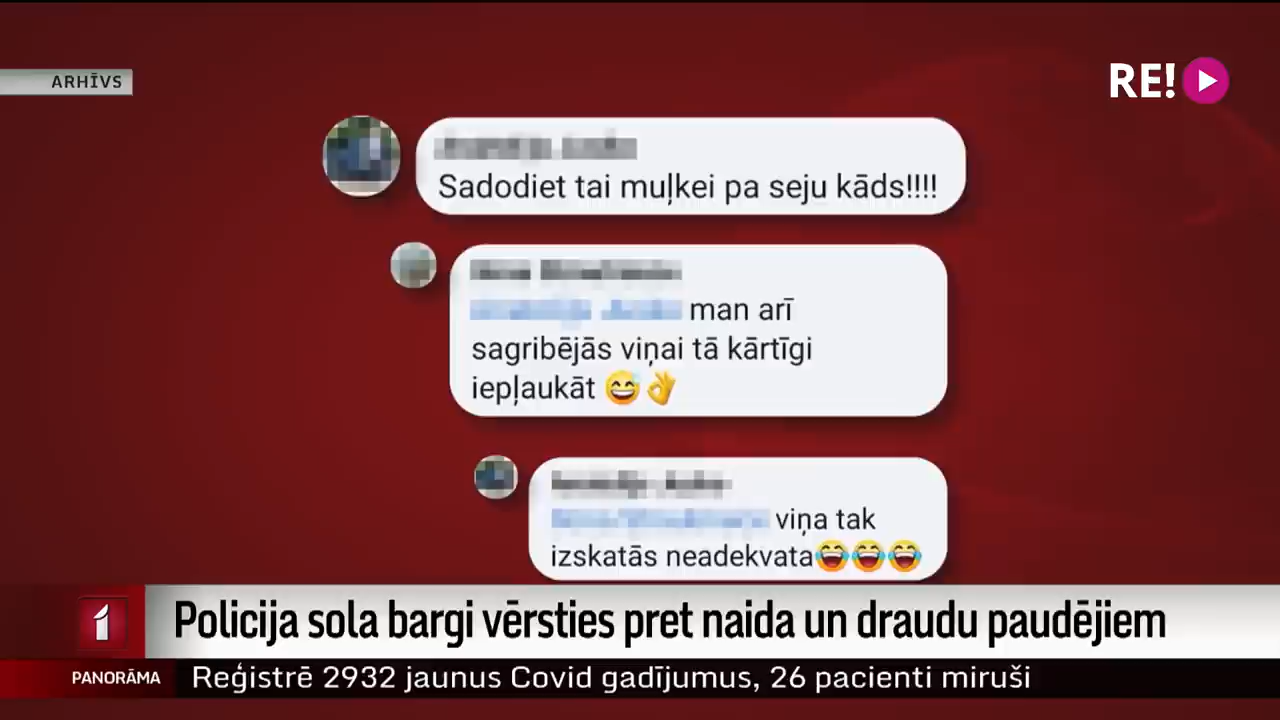 ARHĪVS
RE!
Sadodiet tai muļķei pa seju kāds!!!!
man arī
sagribējās viņai tā kārtīgi
iepļaukāt 😅👌
viņa tak
izskatās neadekvata😂😂😂
1
Policija sola bargi vērsties pret naida un draudu paudējiem
PANORĀMA
Reģistrē 2932 jaunus Covid gadījumus, 26 pacienti miruši